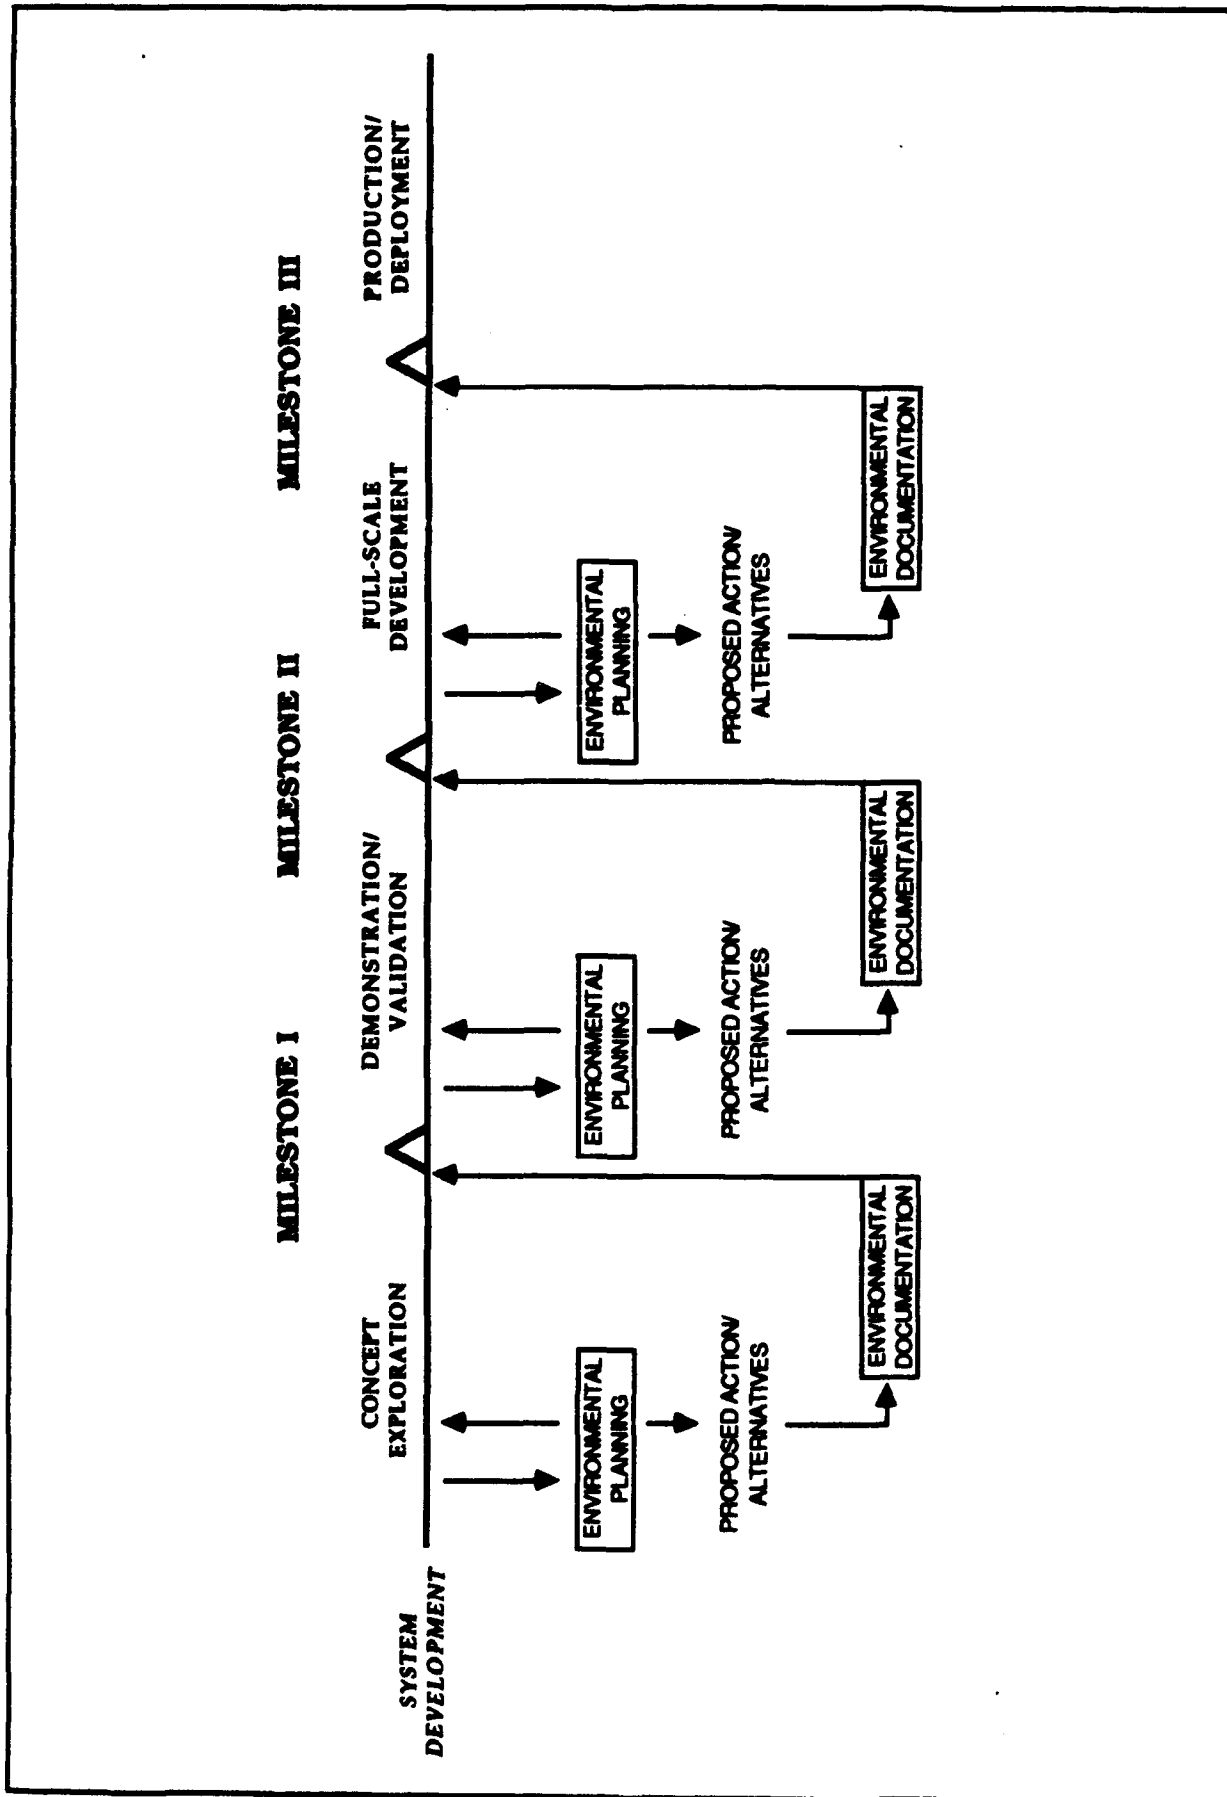 MILESTONE I
MILESTONE II
MILESTONE III
SYSTEM
DEVELOPMENT
CONCEPT
EXPLORATION
DEMONSTRATION/
VALIDATION
FULL-SCALE
DEVELOPMENT
PRODUCTION/
DEPLOYMENT
ENVIRONMENTAL
PLANNING
ENVIRONMENTAL
PLANNING
ENVIRONMENTAL
PLANNING
PROPOSED ACTION/
ALTERNATIVES
PROPOSED ACTION/
ALTERNATIVES
PROPOSED ACTION/
ALTERNATIVES
ENVIRONMENTAL
DOCUMENTATION
ENVIRONMENTAL
DOCUMENTATION
ENVIRONMENTAL
DOCUMENTATION